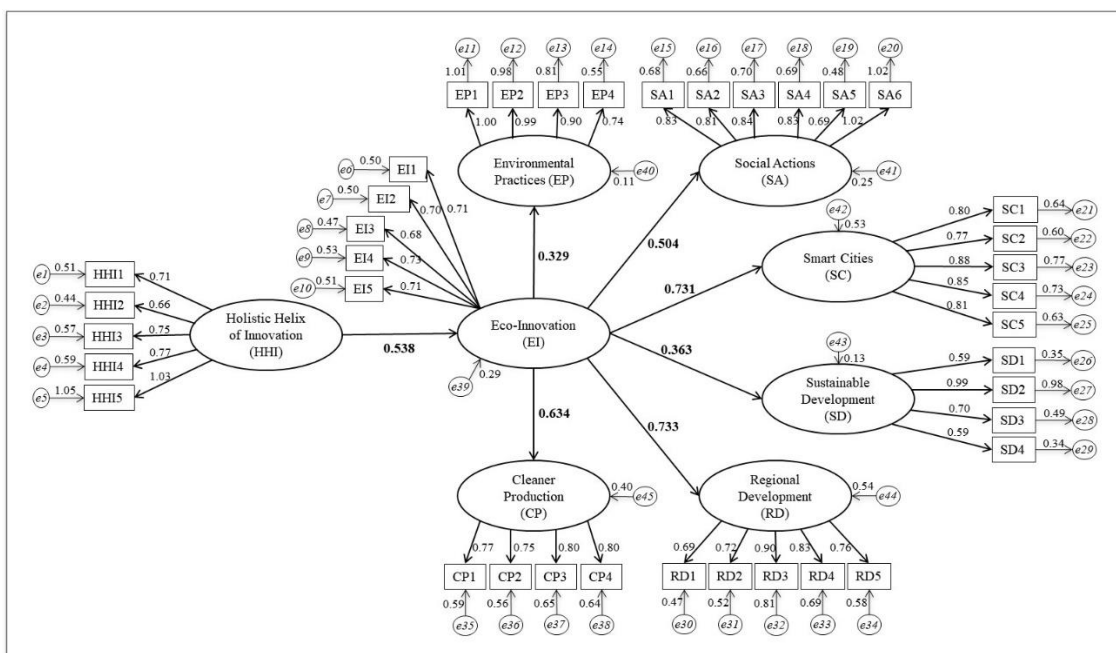 e11 e12 e13 e14
1.01 0.98 0.81 0.55
EP1 EP2 EP3 EP4
1.00 0.99 0.90 0.74
Environmental
Practices (EP)
e40
0.11
e15 e16 e17 e18 e19 e20
0.68 0.66 0.70 0.69 0.48 1.02
SA1 SA2 SA3 SA4 SA5 SA6
0.83 0.81 0.84 0.83 0.69 1.02
Social Actions
(SA)
e41
0.25
e6 0.50 EI1 0.71
e7 0.50 EI2 0.70
e8 0.47 EI3 0.68
e9 0.53 EI4 0.73
e10 0.51 EI5 0.71
0.329
0.504
e42
0.53
Smart Cities
(SC)
0.80 SC1 0.64 e21
0.77 SC2 0.60 e22
0.88 SC3 0.77 e23
0.85 SC4 0.73 e24
0.81 SC5 0.63 e25
0.731
e1 0.51 HHI1 0.71
e2 0.44 HHI2 0.66
e3 0.57 HHI3 0.75
e4 0.59 HHI4 0.77
e5 1.05 HHI5 1.03
Holistic Helix
of Innovation
(HHI)
0.538
Eco-Innovation
(EI)
e39
0.29
0.363
e43
0.13
Sustainable
Development
(SD)
0.59 SD1 0.35 e26
0.99 SD2 0.98 e27
0.70 SD3 0.49 e28
0.59 SD4 0.34 e29
0.634
0.733
Cleaner
Production
(CP)
0.40
e45
0.77 0.75 0.80 0.80
CP1 CP2 CP3 CP4
0.59 0.56 0.65 0.64
e35 e36 e37 e38
Regional
Development
(RD)
0.54
e44
0.69 0.72 0.90 0.83 0.76
RD1 RD2 RD3 RD4 RD5
0.47 0.52 0.81 0.69 0.58
e30 e31 e32 e33 e34